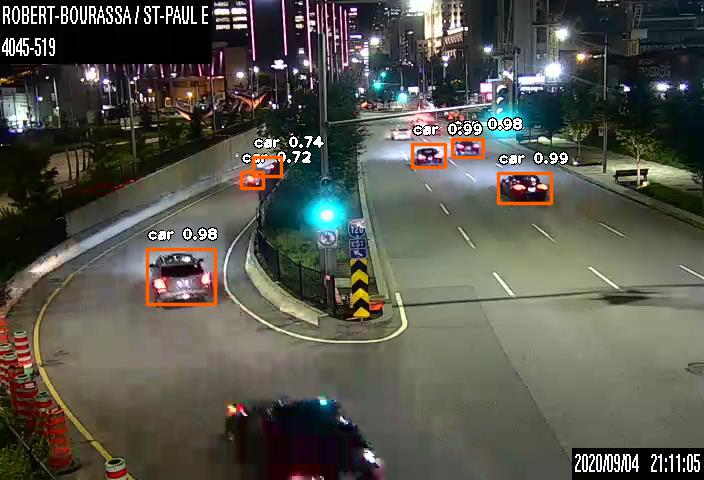 ROBERT-BOURASSA / ST-PAUL E
4045-519
car 0.74
car 0.72
car 0.98
car 0.99
0.98
car 0.99
EST
2020/09/04 21:11:05